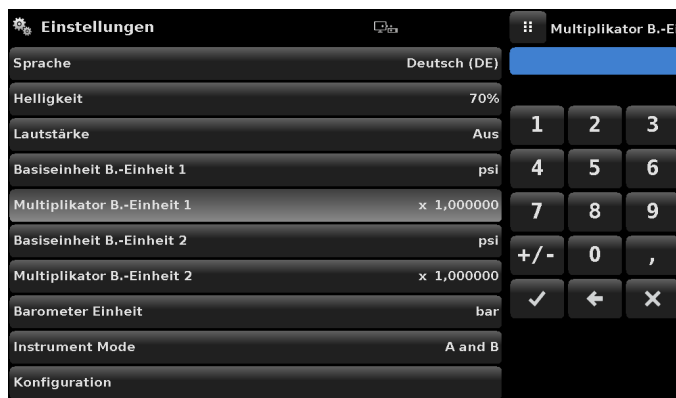 Einstellungen
Sprache Deutsch (DE)
Helligkeit 70%
Lautstärke Aus
Basiseinheit B.-Einheit 1 psi
Multiplikator B.-Einheit 1 x 1,000000
Basiseinheit B.-Einheit 2 psi
Multiplikator B.-Einheit 2 x 1,000000
Barometer Einheit bar
Instrument Mode A and B
Konfiguration
Multiplikator B.-E
1 2 3
4 5 6
7 8 9
+/- 0 ,